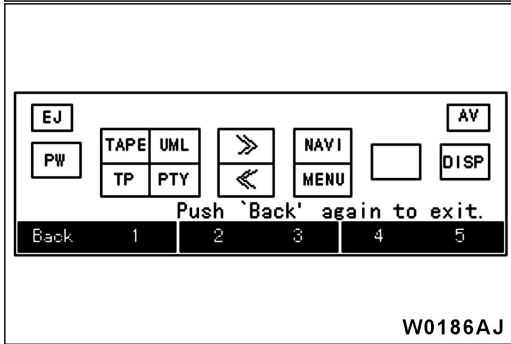 EJ AV
TAPE UML >> NAVI
PW DISP
TP PTY << MENU
Push `Back' again to exit.
Back 1 2 3 4 5
W0186AJ